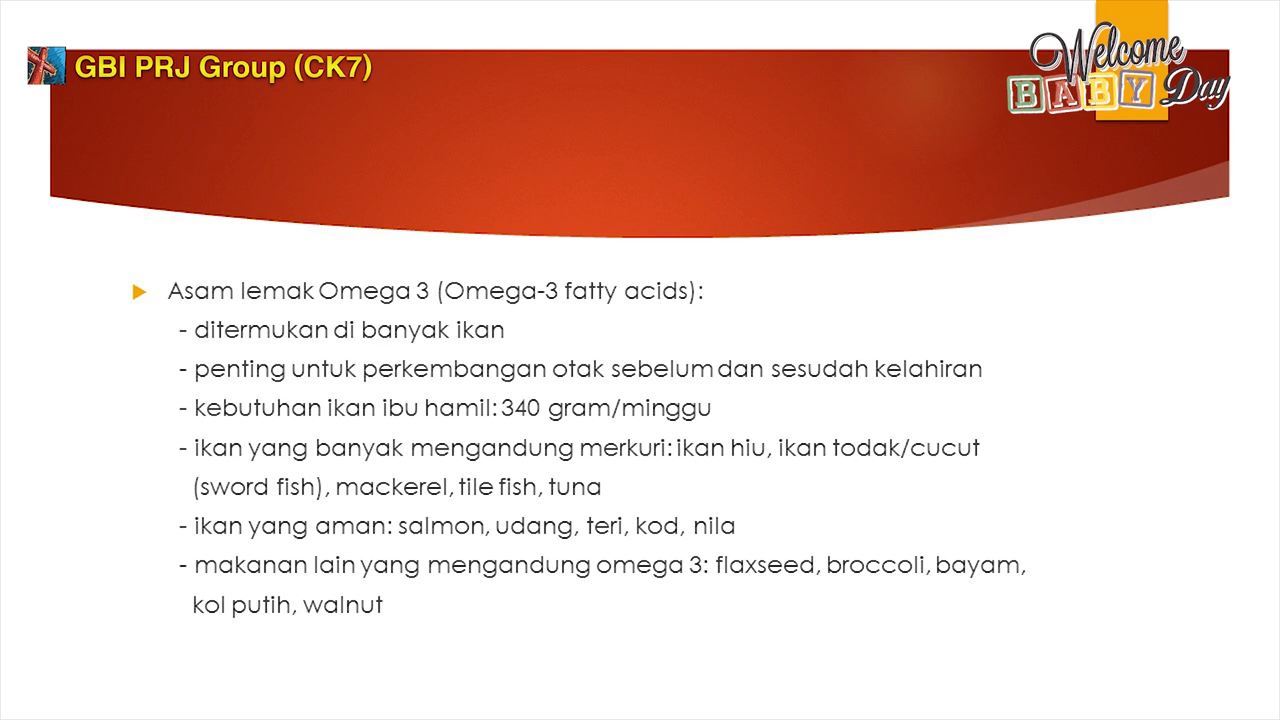 GBI PRJ Group (CK7)
Welcome
BABY Day
Asam lemak Omega 3 (Omega-3 fatty acids):
- ditermukan di banyak ikan
- penting untuk perkembangan otak sebelum dan sesudah kelahiran
- kebutuhan ikan ibu hamil: 340 gram/minggu
- ikan yang banyak mengandung merkuri: ikan hiu, ikan todak/cucut
(sword fish), mackerel, tile fish, tuna
- ikan yang aman: salmon, udang, teri, kod, nila
- makanan lain yang mengandung omega 3: flaxseed, broccoli, bayam,
kol putih, walnut